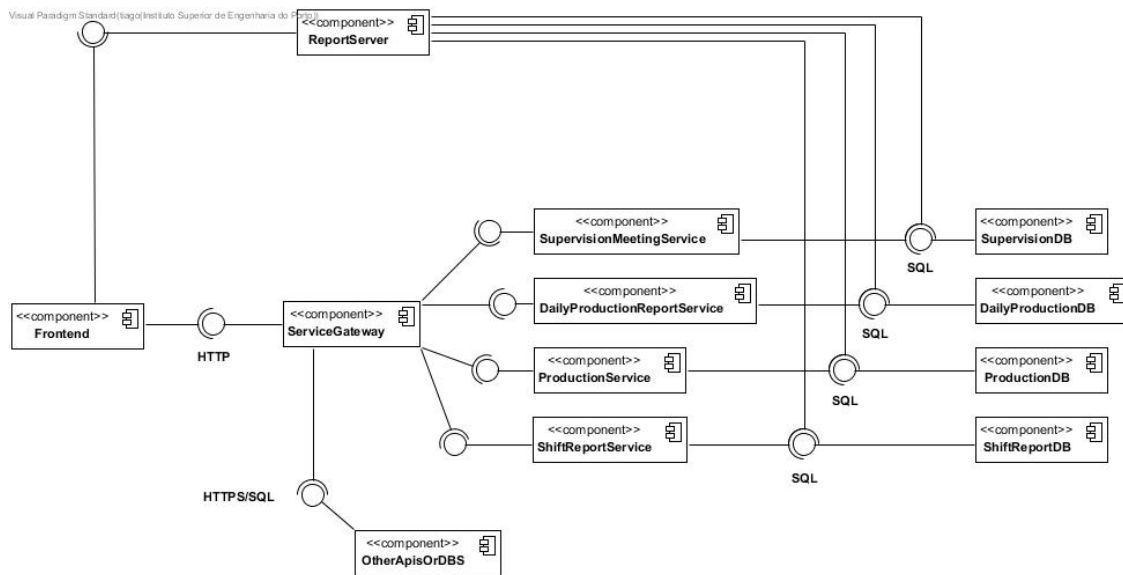 Visual Paradigm Standard(tiago(Instituto Superior de Engenharia do Porto))
<<component>>
ReportServer
<<component>>
SupervisionMeetingService
<<component>>
SupervisionDB
SQL
<<component>>
DailyProductionReportService
<<component>>
DailyProductionDB
SQL
<<component>>
Frontend
HTTP
<<component>>
ServiceGateway
<<component>>
ProductionService
<<component>>
ProductionDB
SQL
<<component>>
ShiftReportService
<<component>>
ShiftReportDB
SQL
HTTPS/SQL
<<component>>
OtherApisOrDBS